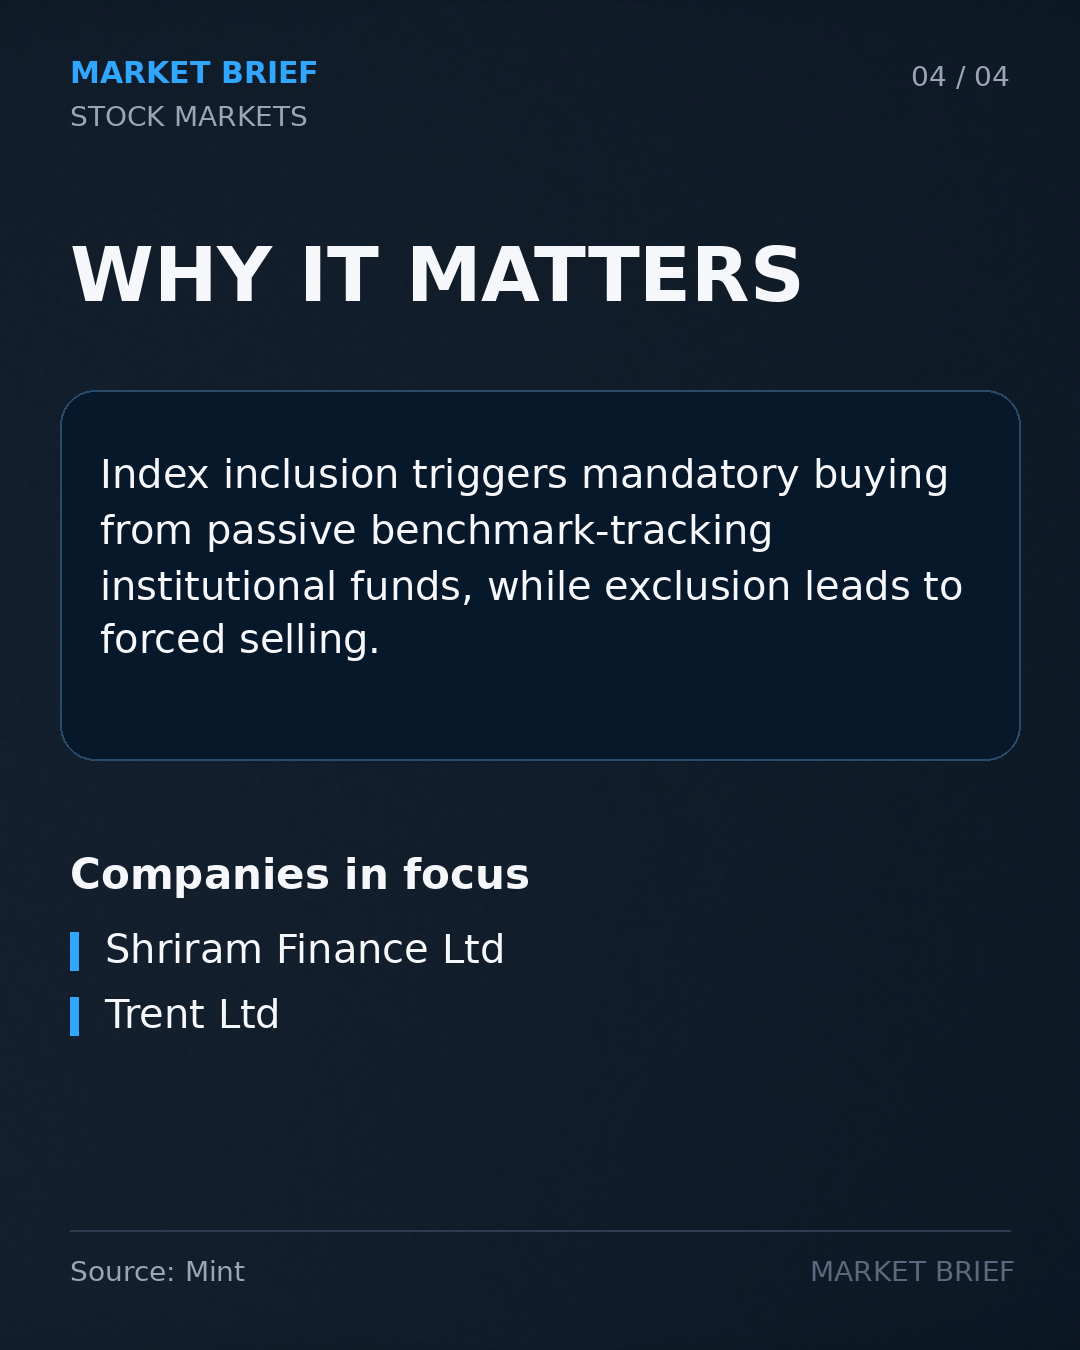 MARKET BRIEF
04 / 04
STOCK MARKETS
WHY IT MATTERS
Index inclusion triggers mandatory buying
from passive benchmark-tracking
institutional funds, while exclusion leads to
forced selling.
Companies in focus
Shriram Finance Ltd
Trent Ltd
Source: Mint
MARKET BRIEF